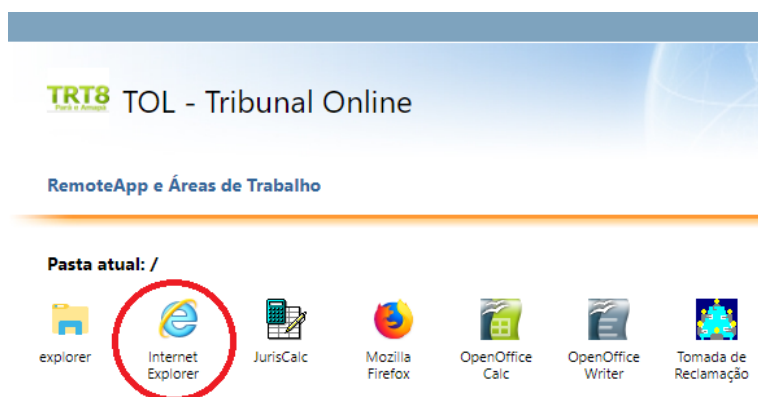 TRT8
Pará e Amapá
TOL - Tribunal Online
RemoteApp e Áreas de Trabalho
Pasta atual: /
explorer
Internet
Explorer
JurisCalc
Mozilla
Firefox
OpenOffice
Calc
OpenOffice
Writer
Tomada de
Reclamação